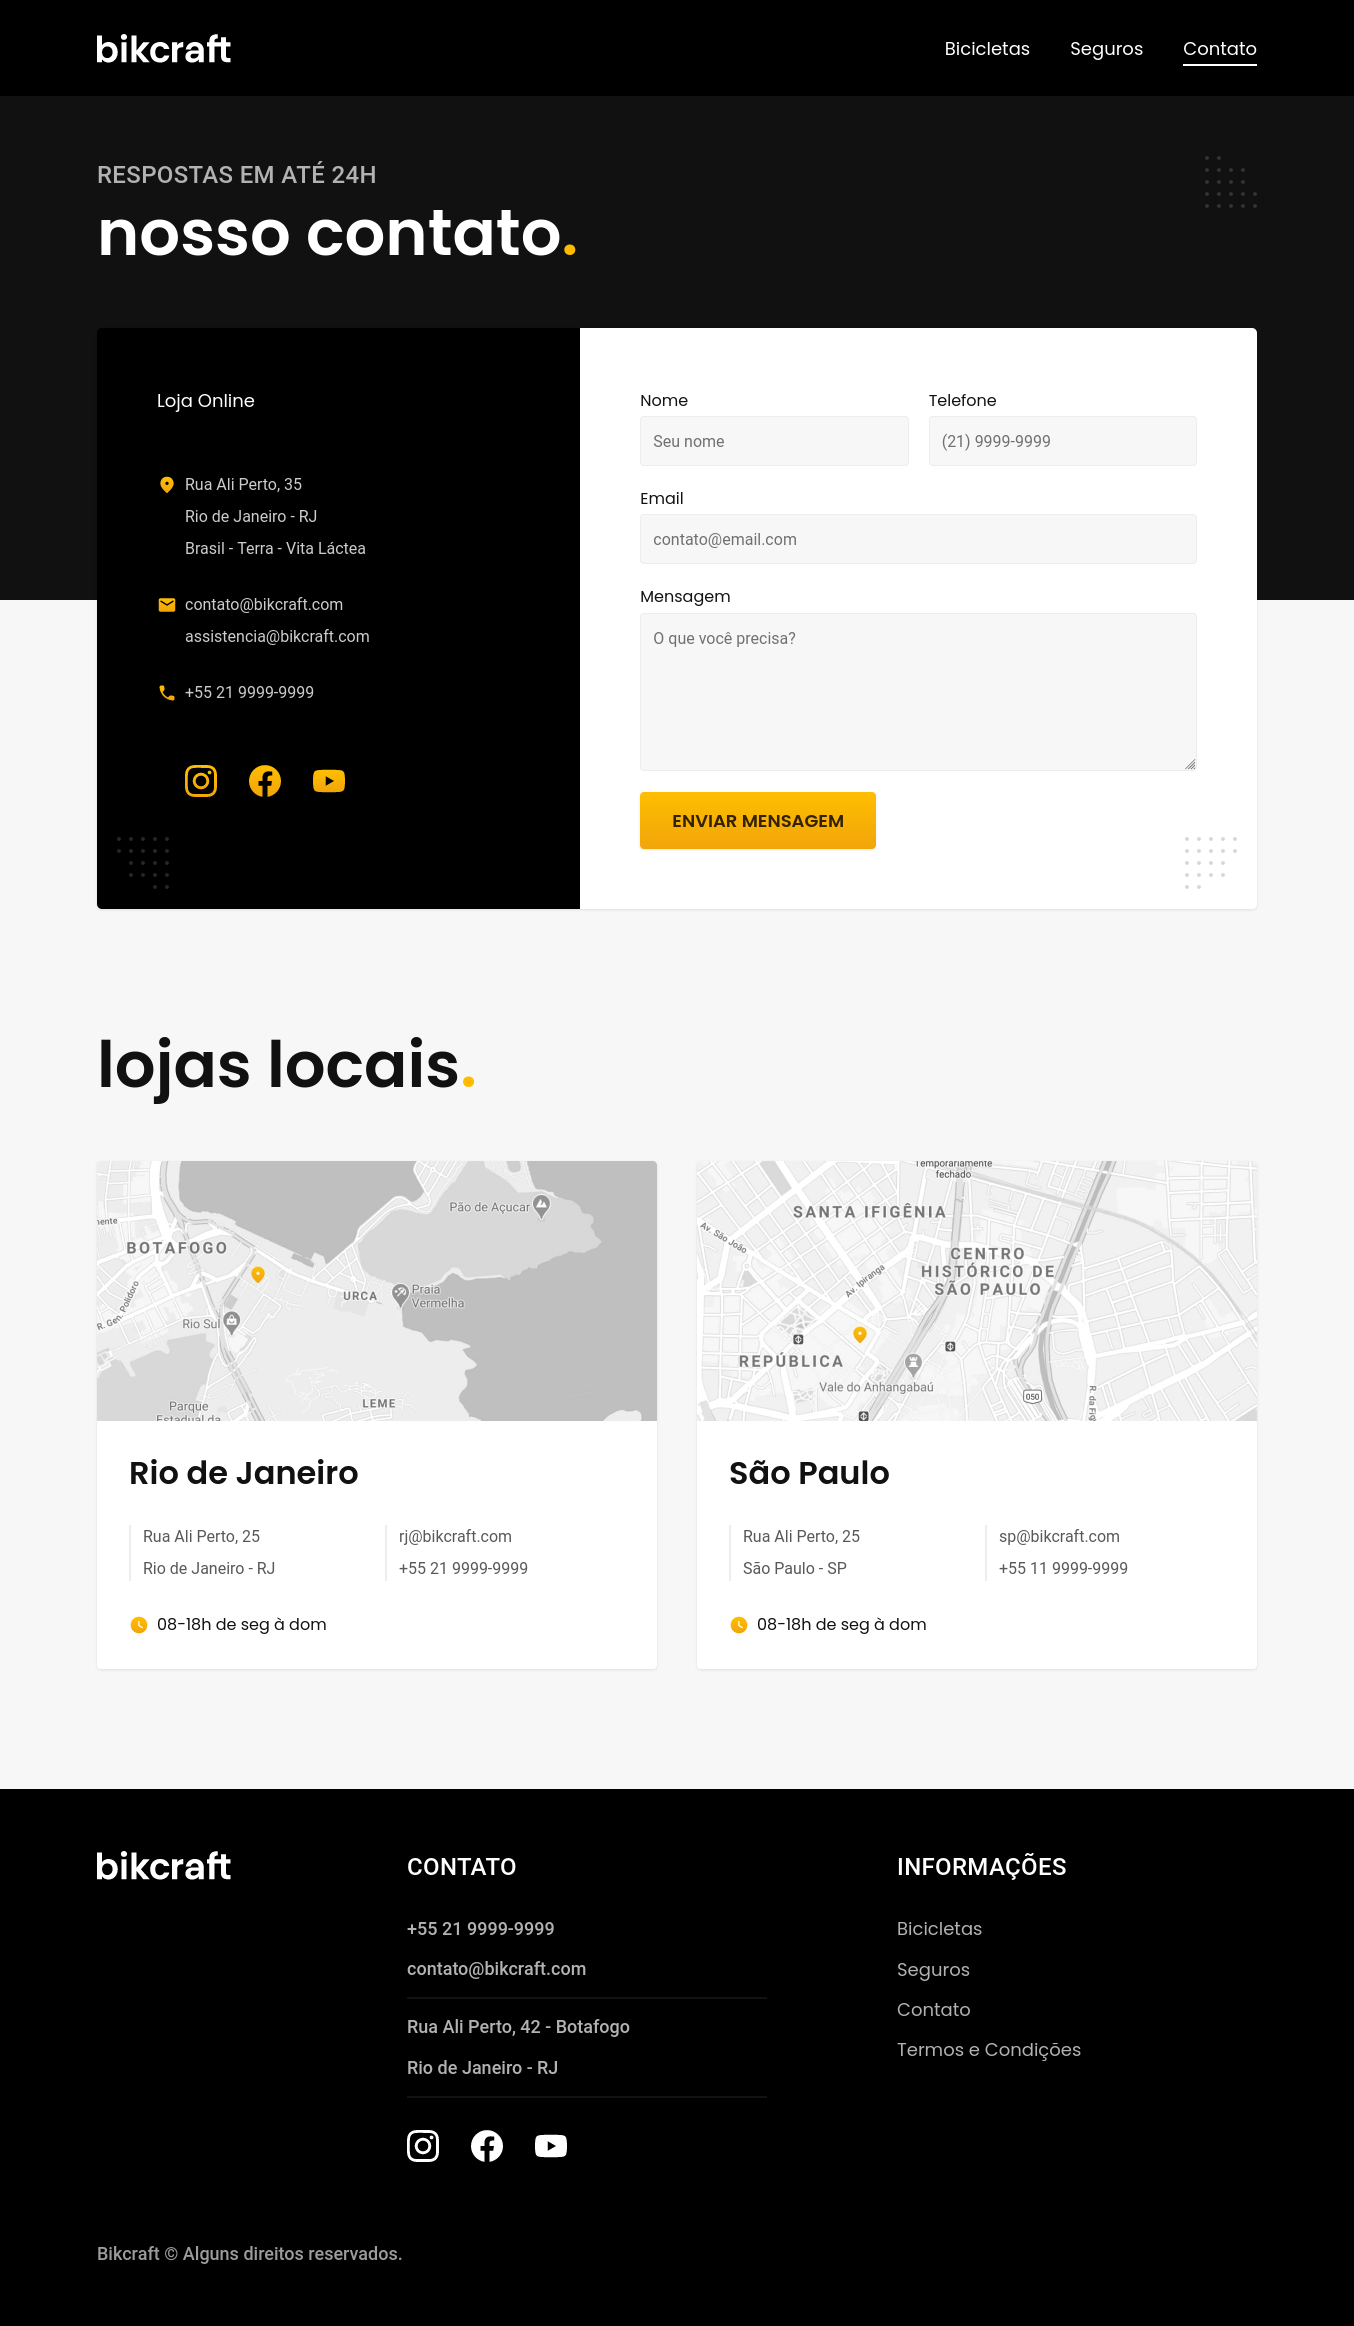 bikcraft
Bicicletas
Seguros
Contato
RESPOSTAS EM ATÉ 24H
nosso contato.
Loja Online
Rua Ali Perto, 35
Rio de Janeiro - RJ
Brasil - Terra - Vita Láctea
contato@bikcraft.com
assistencia@bikcraft.com
+55 21 9999-9999
Nome
Seu nome
Telefone
(21) 9999-9999
Email
contato@email.com
Mensagem
O que você precisa?
ENVIAR MENSAGEM
lojas locais.
mente
BOTAFOGO
Pão de Açucar
URCA
Praia
Vermelha
R. Gen. Polidoro
Rio Sul
LEME
Parque
Estadual da
Rio de Janeiro
Rua Ali Perto, 25
Rio de Janeiro - RJ
rj@bikcraft.com
+55 21 9999-9999
08-18h de seg à dom
Temporariamente
fechado
SANTA IFIGÊNIA
Av. São João
CENTRO
HISTÓRICO DE
SÃO PAULO
Av. Ipiranga
REPÚBLICA
Vale do Anhangabaú
050
R. da Fig
São Paulo
Rua Ali Perto, 25
São Paulo - SP
sp@bikcraft.com
+55 11 9999-9999
08-18h de seg à dom
bikcraft
CONTATO
+55 21 9999-9999
contato@bikcraft.com
Rua Ali Perto, 42 - Botafogo
Rio de Janeiro - RJ
INFORMAÇÕES
Bicicletas
Seguros
Contato
Termos e Condições
Bikcraft © Alguns direitos reservados.